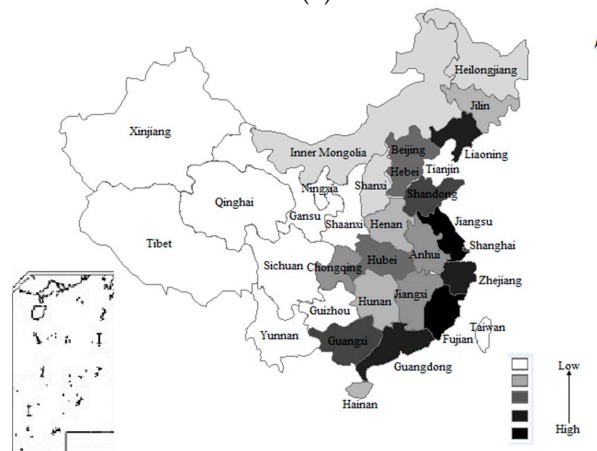 Heilongjiang
Jilin
Xinjiang
Inner Mongolia
Beijing
Liaoning
Hebei
Tianjin
Ningxia
Shanxi
Qinghai
Shandong
Gansu
Shaanxi
Henan
Jiangsu
Tibet
Shanghai
Anhui
Sichuan
Chongqing
Hubei
Zhejiang
Hunan
Jiangxi
Guizhou
Yunnan
Guangxi
Fujian
Taiwan
Guangdong
Hainan
Low
High